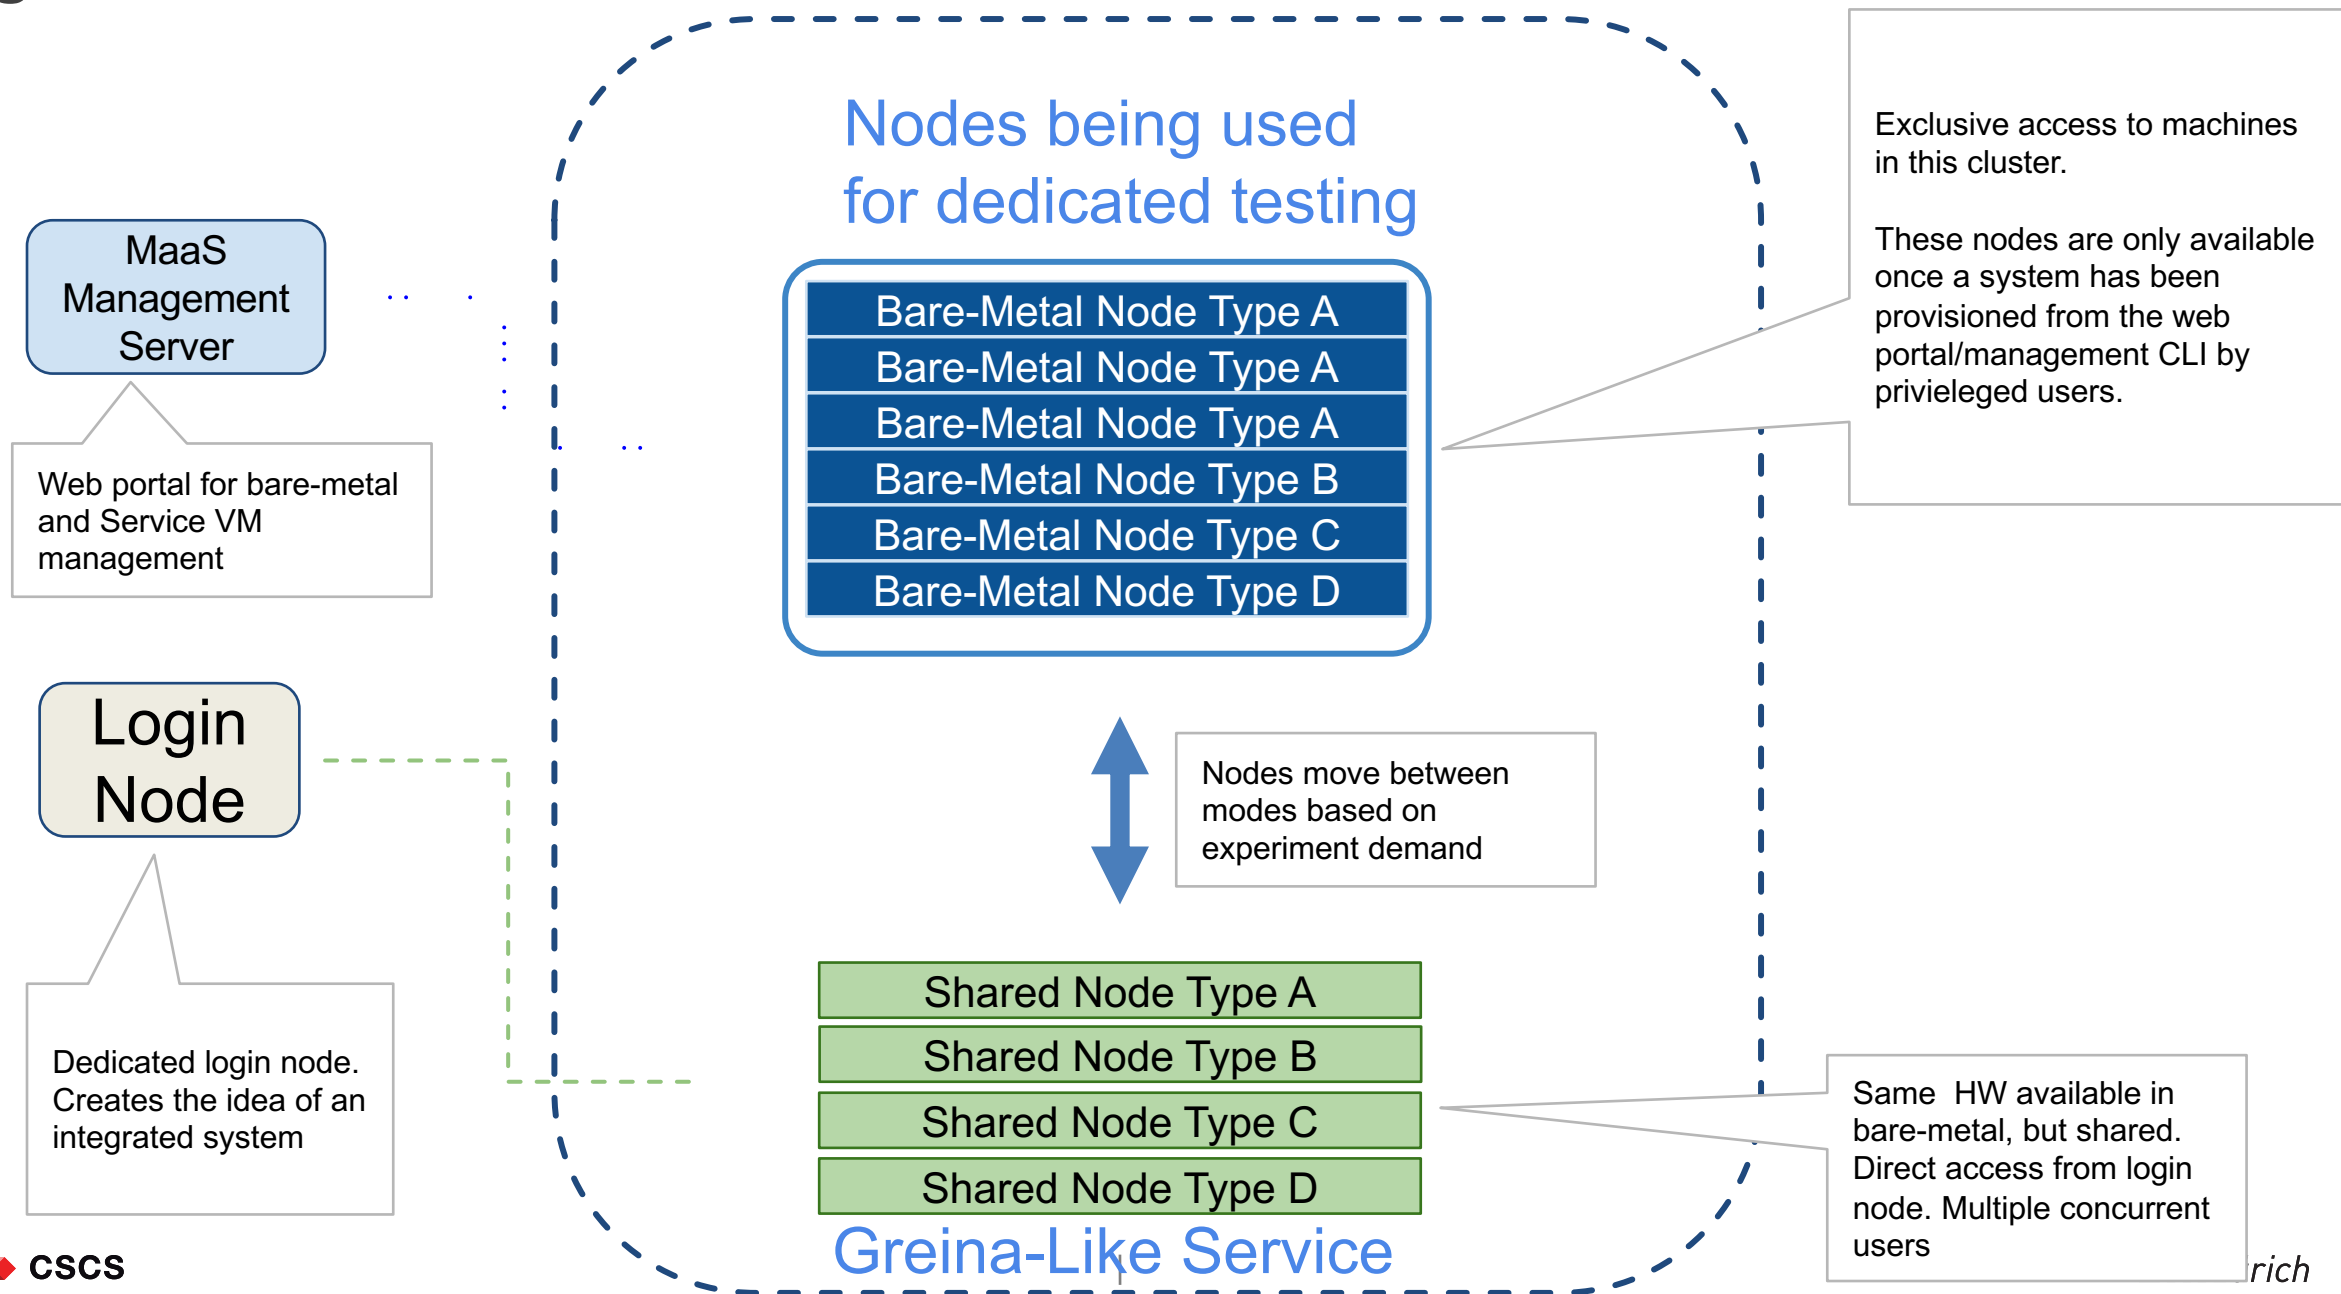 Nodes being used
for dedicated testing
MaaS
Management
Server
Web portal for bare-metal
and Service VM
management
Bare-Metal Node Type A
Bare-Metal Node Type A
Bare-Metal Node Type A
Bare-Metal Node Type B
Bare-Metal Node Type C
Bare-Metal Node Type D
Exclusive access to machines
in this cluster.
These nodes are only available
once a system has been
provisioned from the web
portal/management CLI by
privieleged users.
Login
Node
Nodes move between
modes based on
experiment demand
Dedicated login node.
Creates the idea of an
integrated system
Shared Node Type A
Shared Node Type B
Shared Node Type C
Shared Node Type D
Greina-Like Service
Same  HW available in
bare-metal, but shared.
Direct access from login
node. Multiple concurrent
users
CSCS
rich